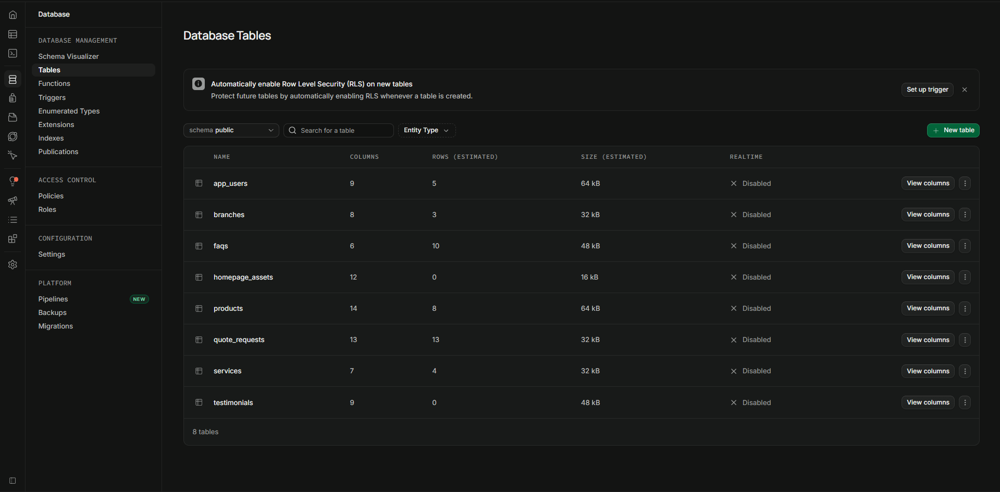 Database
DATABASE MANAGEMENT
Schema Visualizer
Tables
Functions
Triggers
Enumerated Types
Extensions
Indexes
Publications
ACCESS CONTROL
Policies
Roles
CONFIGURATION
Settings
PLATFORM
Pipelines NEW
Backups
Migrations
Database Tables
Automatically enable Row Level Security (RLS) on new tables
Protect future tables by automatically enabling RLS whenever a table is created.
Set up trigger
schema public Search for a table Entity Type New table
NAME COLUMNS ROWS (ESTIMATED) SIZE (ESTIMATED) REALTIME
app_users 9 5 64 kB Disabled View columns
branches 8 3 32 kB Disabled View columns
faqs 6 10 48 kB Disabled View columns
homepage_assets 12 0 16 kB Disabled View columns
products 14 8 64 kB Disabled View columns
quote_requests 13 13 32 kB Disabled View columns
services 7 4 32 kB Disabled View columns
testimonials 9 0 48 kB Disabled View columns
8 tables